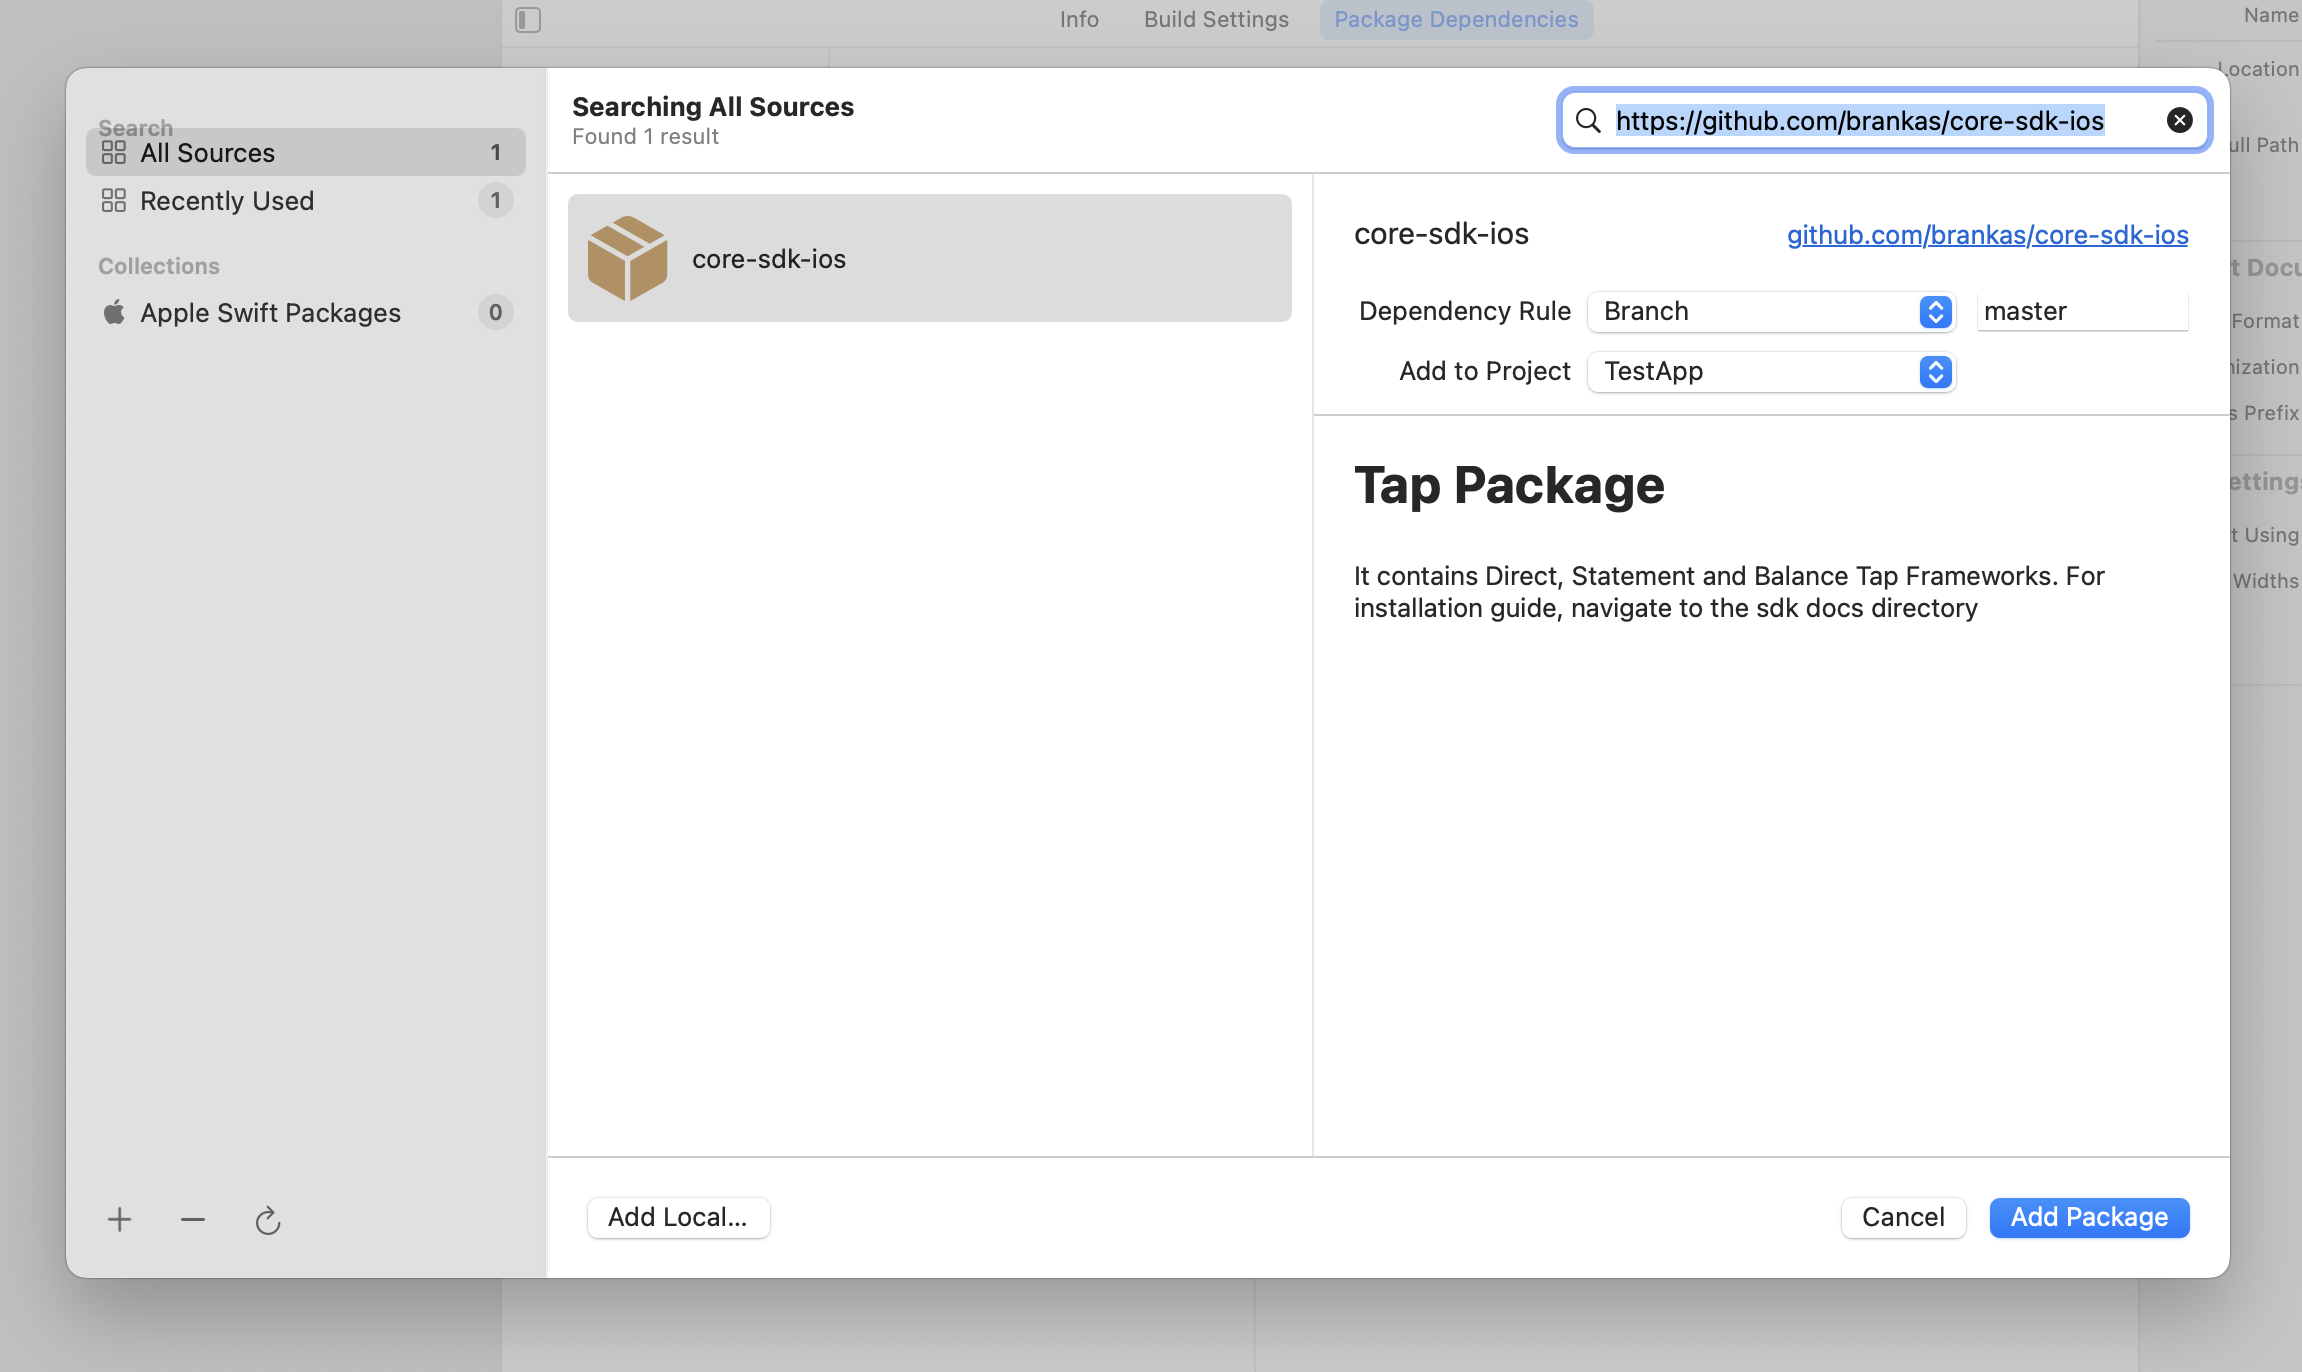 Info Build Settings Package Dependencies
Name
Location
ull Path
t Docu
Format
nization
s Prefix
ettings
t Using
Widths
Search
All Sources 1
Recently Used 1
Collections
Apple Swift Packages 0
Searching All Sources
Found 1 result
https://github.com/brankas/core-sdk-ios
core-sdk-ios
core-sdk-ios github.com/brankas/core-sdk-ios
Dependency Rule Branch master
Add to Project TestApp
Tap Package
It contains Direct, Statement and Balance Tap Frameworks. For
installation guide, navigate to the sdk docs directory
Add Local... Cancel Add Package